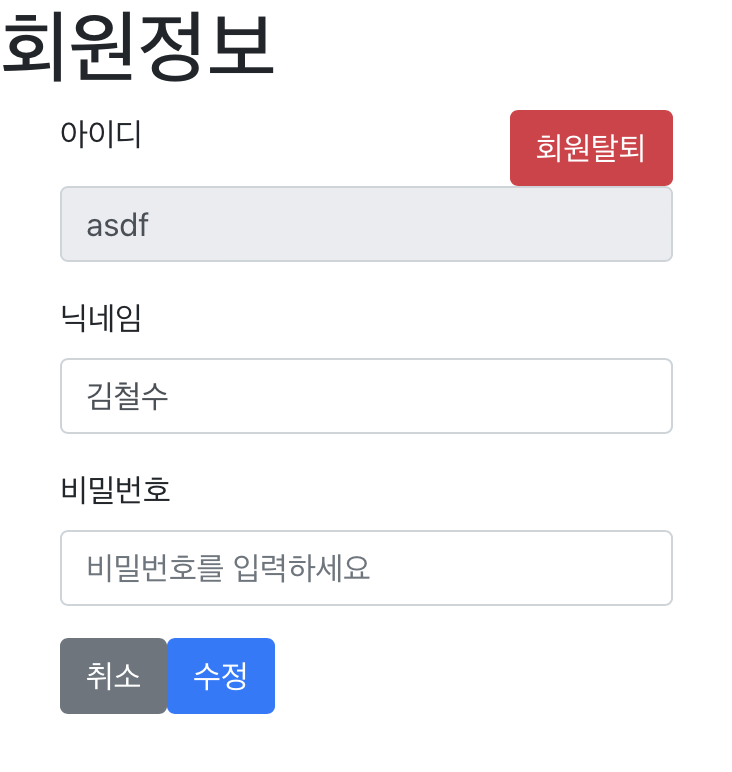 회원정보
아이디
회원탈퇴
asdf
닉네임
김철수
비밀번호
비밀번호를 입력하세요
취소 수정